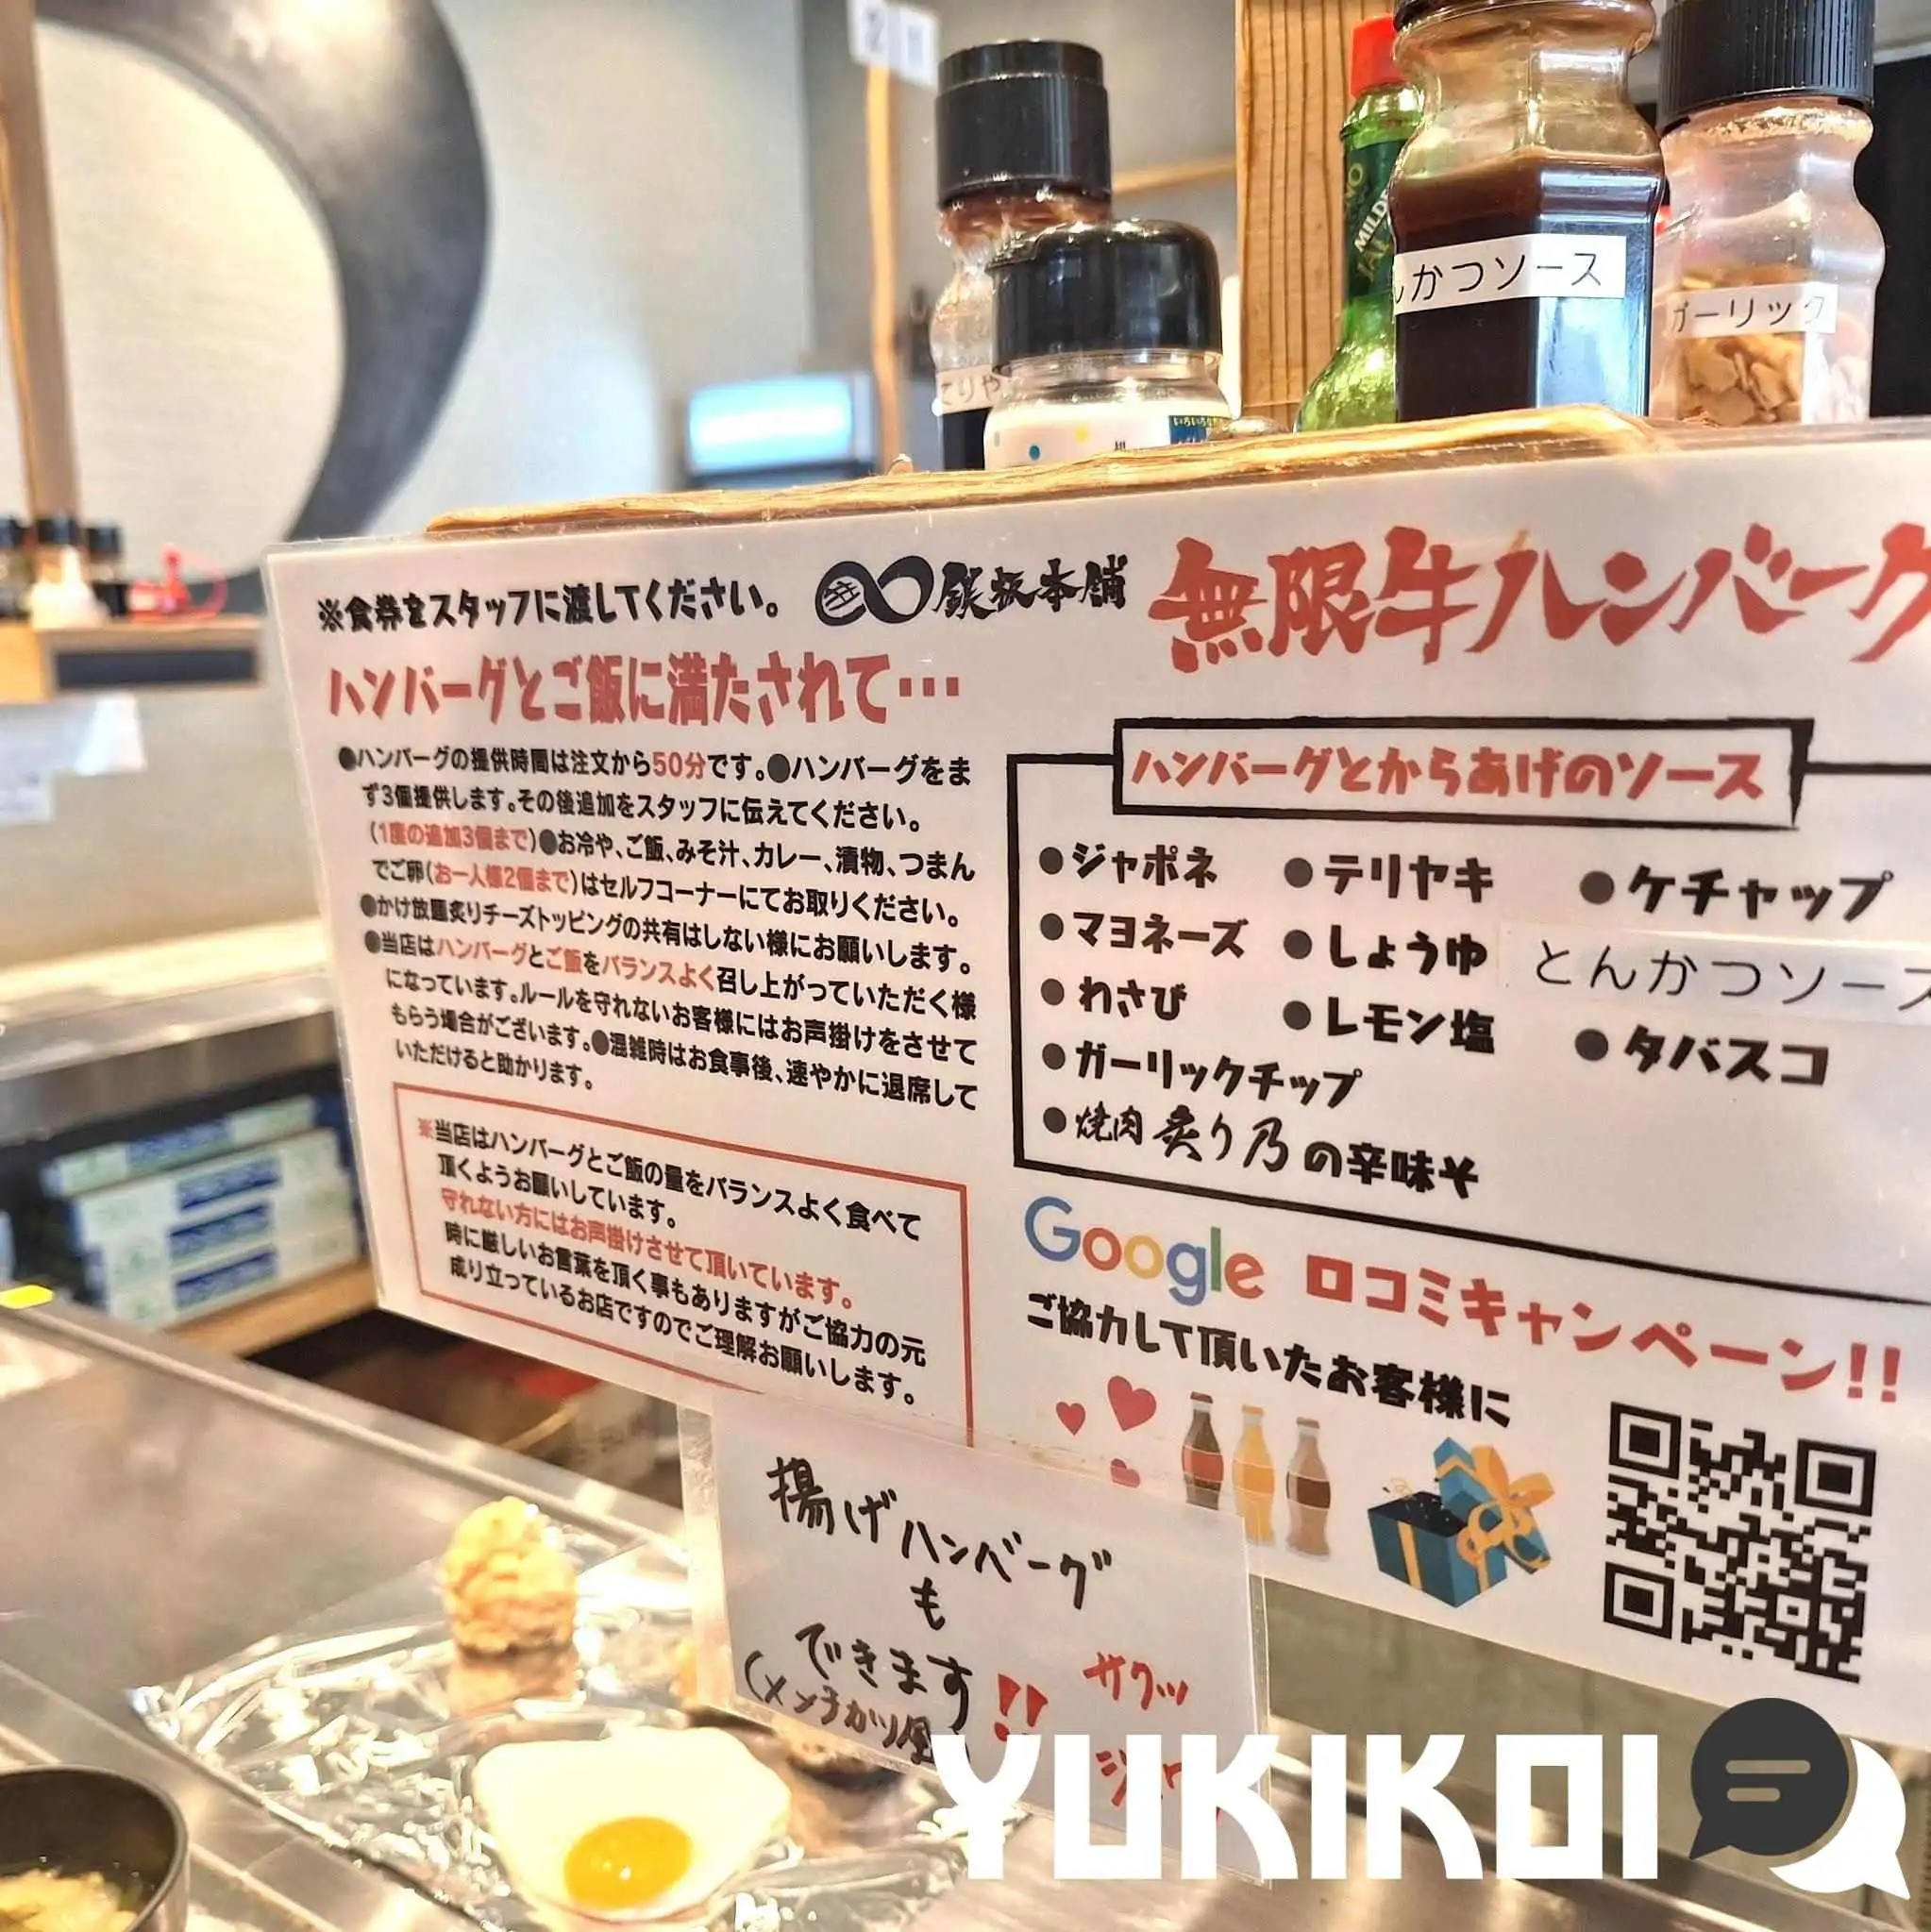 MILD
んかつソース
ガーリック
てりや
※食券をスタッフに渡してください。
鉄板本舗
無限牛ハンバーグ
ハンバーグとご飯に満たされて…
●ハンバーグの提供時間は注文から50分です。●ハンバーグをま
ず3個提供します。その後追加をスタッフに伝えてください。
(1度の追加3個まで)●お冷や、ご飯、みそ汁、カレー、漬物、つまん
でご卵(お一人様2個まで)はセルフコーナーにてお取りください。
●かけ放題炙りチーズトッピングの共有はしない様にお願いします。
●当店はハンバーグとご飯をバランスよく召し上がっていただく様
になっています。ルールを守れないお客様にはお声掛けをさせて
もらう場合がございます。●混雑時はお食事後、速やかに退席して
いただけると助かります。
※当店はハンバーグとご飯の量をバランスよく食べて
頂くようお願いしています。
守れない方にはお声掛けさせて頂いています。
時に厳しいお言葉を頂く事もありますがご協力の元
成り立っているお店ですのでご理解お願いします。
ハンバーグとからあげのソース
●ジャポネ ●テリヤキ ●ケチャップ
●マヨネーズ ●しょうゆ とんかつソース
●わさび ●レモン塩 ●タバスコ
●ガーリックチップ
●焼肉 炙り乃の辛味そ
Google 口コミキャンペーン!!
ご協力して頂いたお客様に
揚げハンバーグ
も
できます!!
(メンチカツ風
サクッ
YUKIKOI